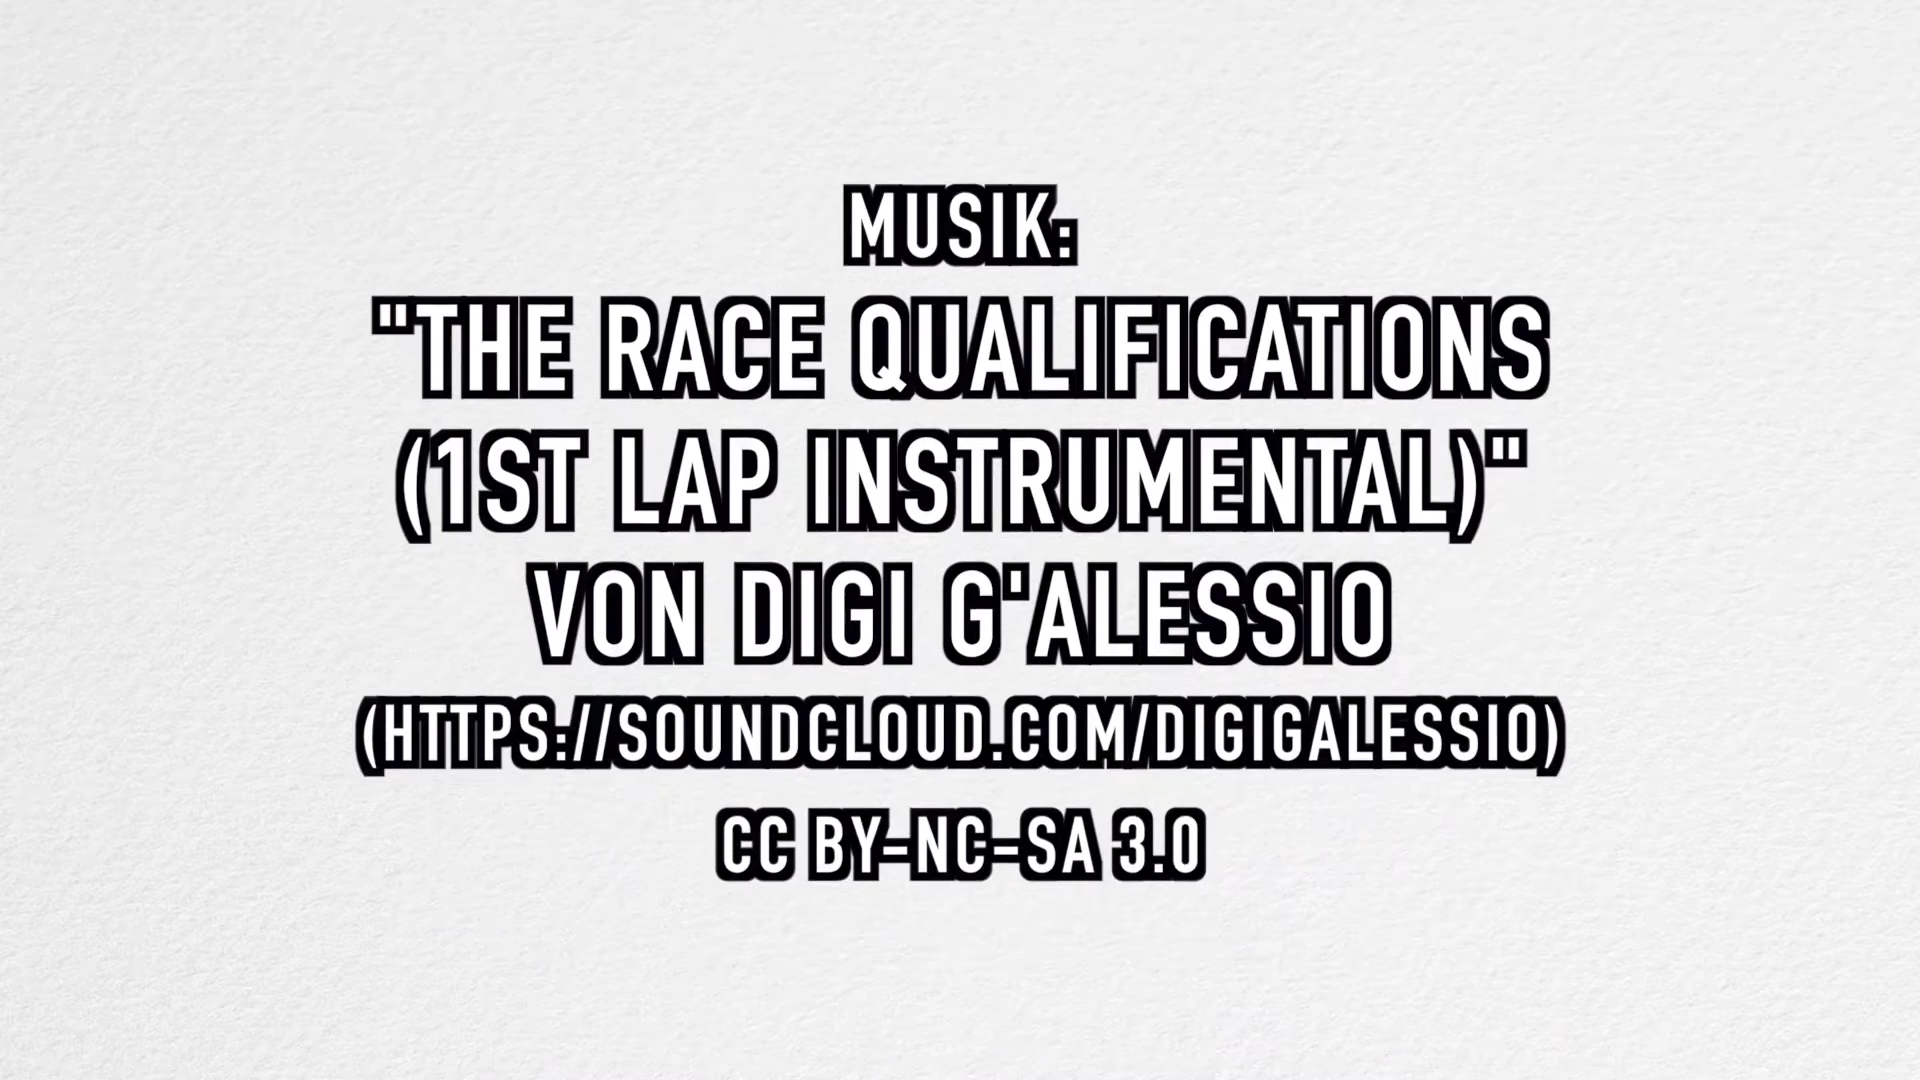 MUSIK:
"THE RACE QUALIFICATIONS
(1ST LAP INSTRUMENTAL)"
VON DIGI G'ALESSIO
(HTTPS://SOUNDCLOUD.COM/DIGIGALESSIO)
CC BY-NC-SA 3.0